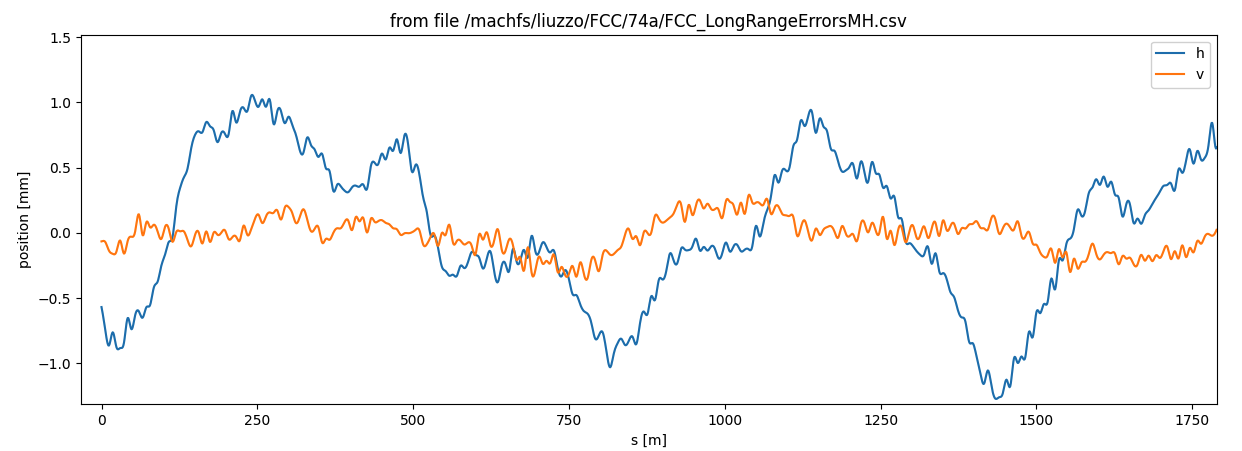 from file /machfs/liuzzo/FCC/74a/FCC_LongRangeErrorsMH.csv
1.5
1.0
0.5
0.0
−0.5
−1.0
position [mm]
h
v
0
250
500
750
1000
1250
1500
1750
s [m]